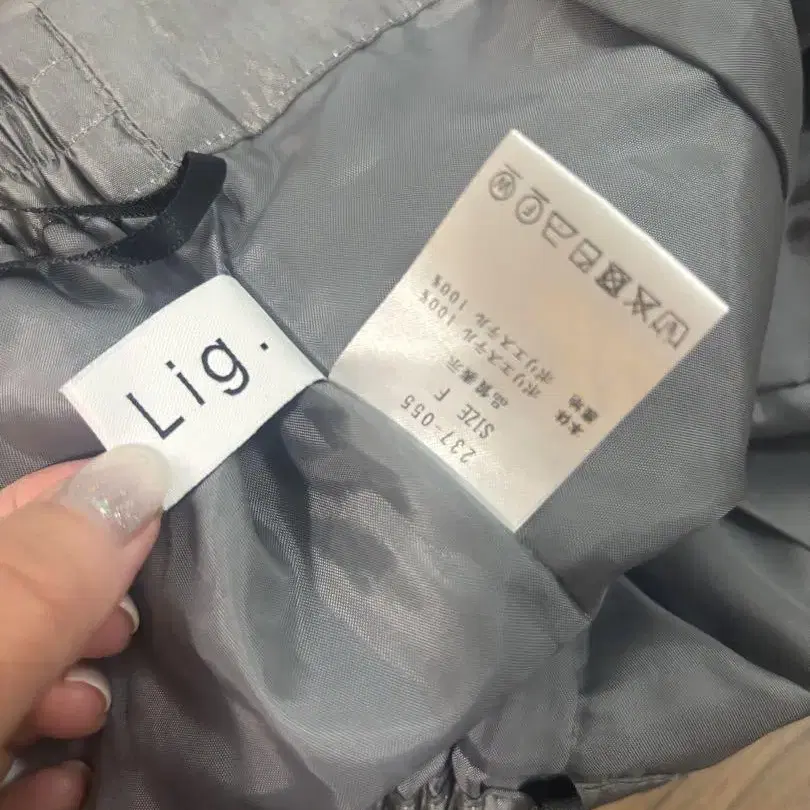 Lig.
237-055
SIZE F
品質表示
本体 ポリエステル 100%
裏地 ポリエステル 100%
F
W